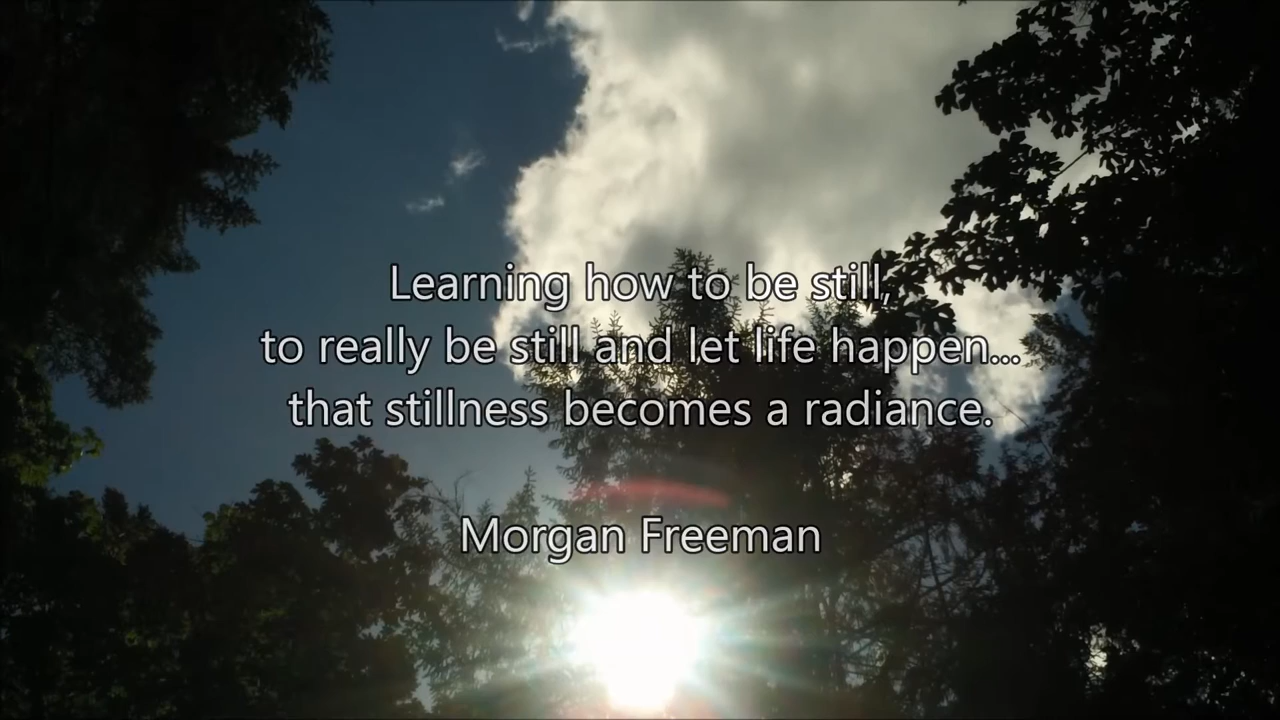 Learning how to be still,
to really be still and let life happen...
that stillness becomes a radiance.
Morgan Freeman